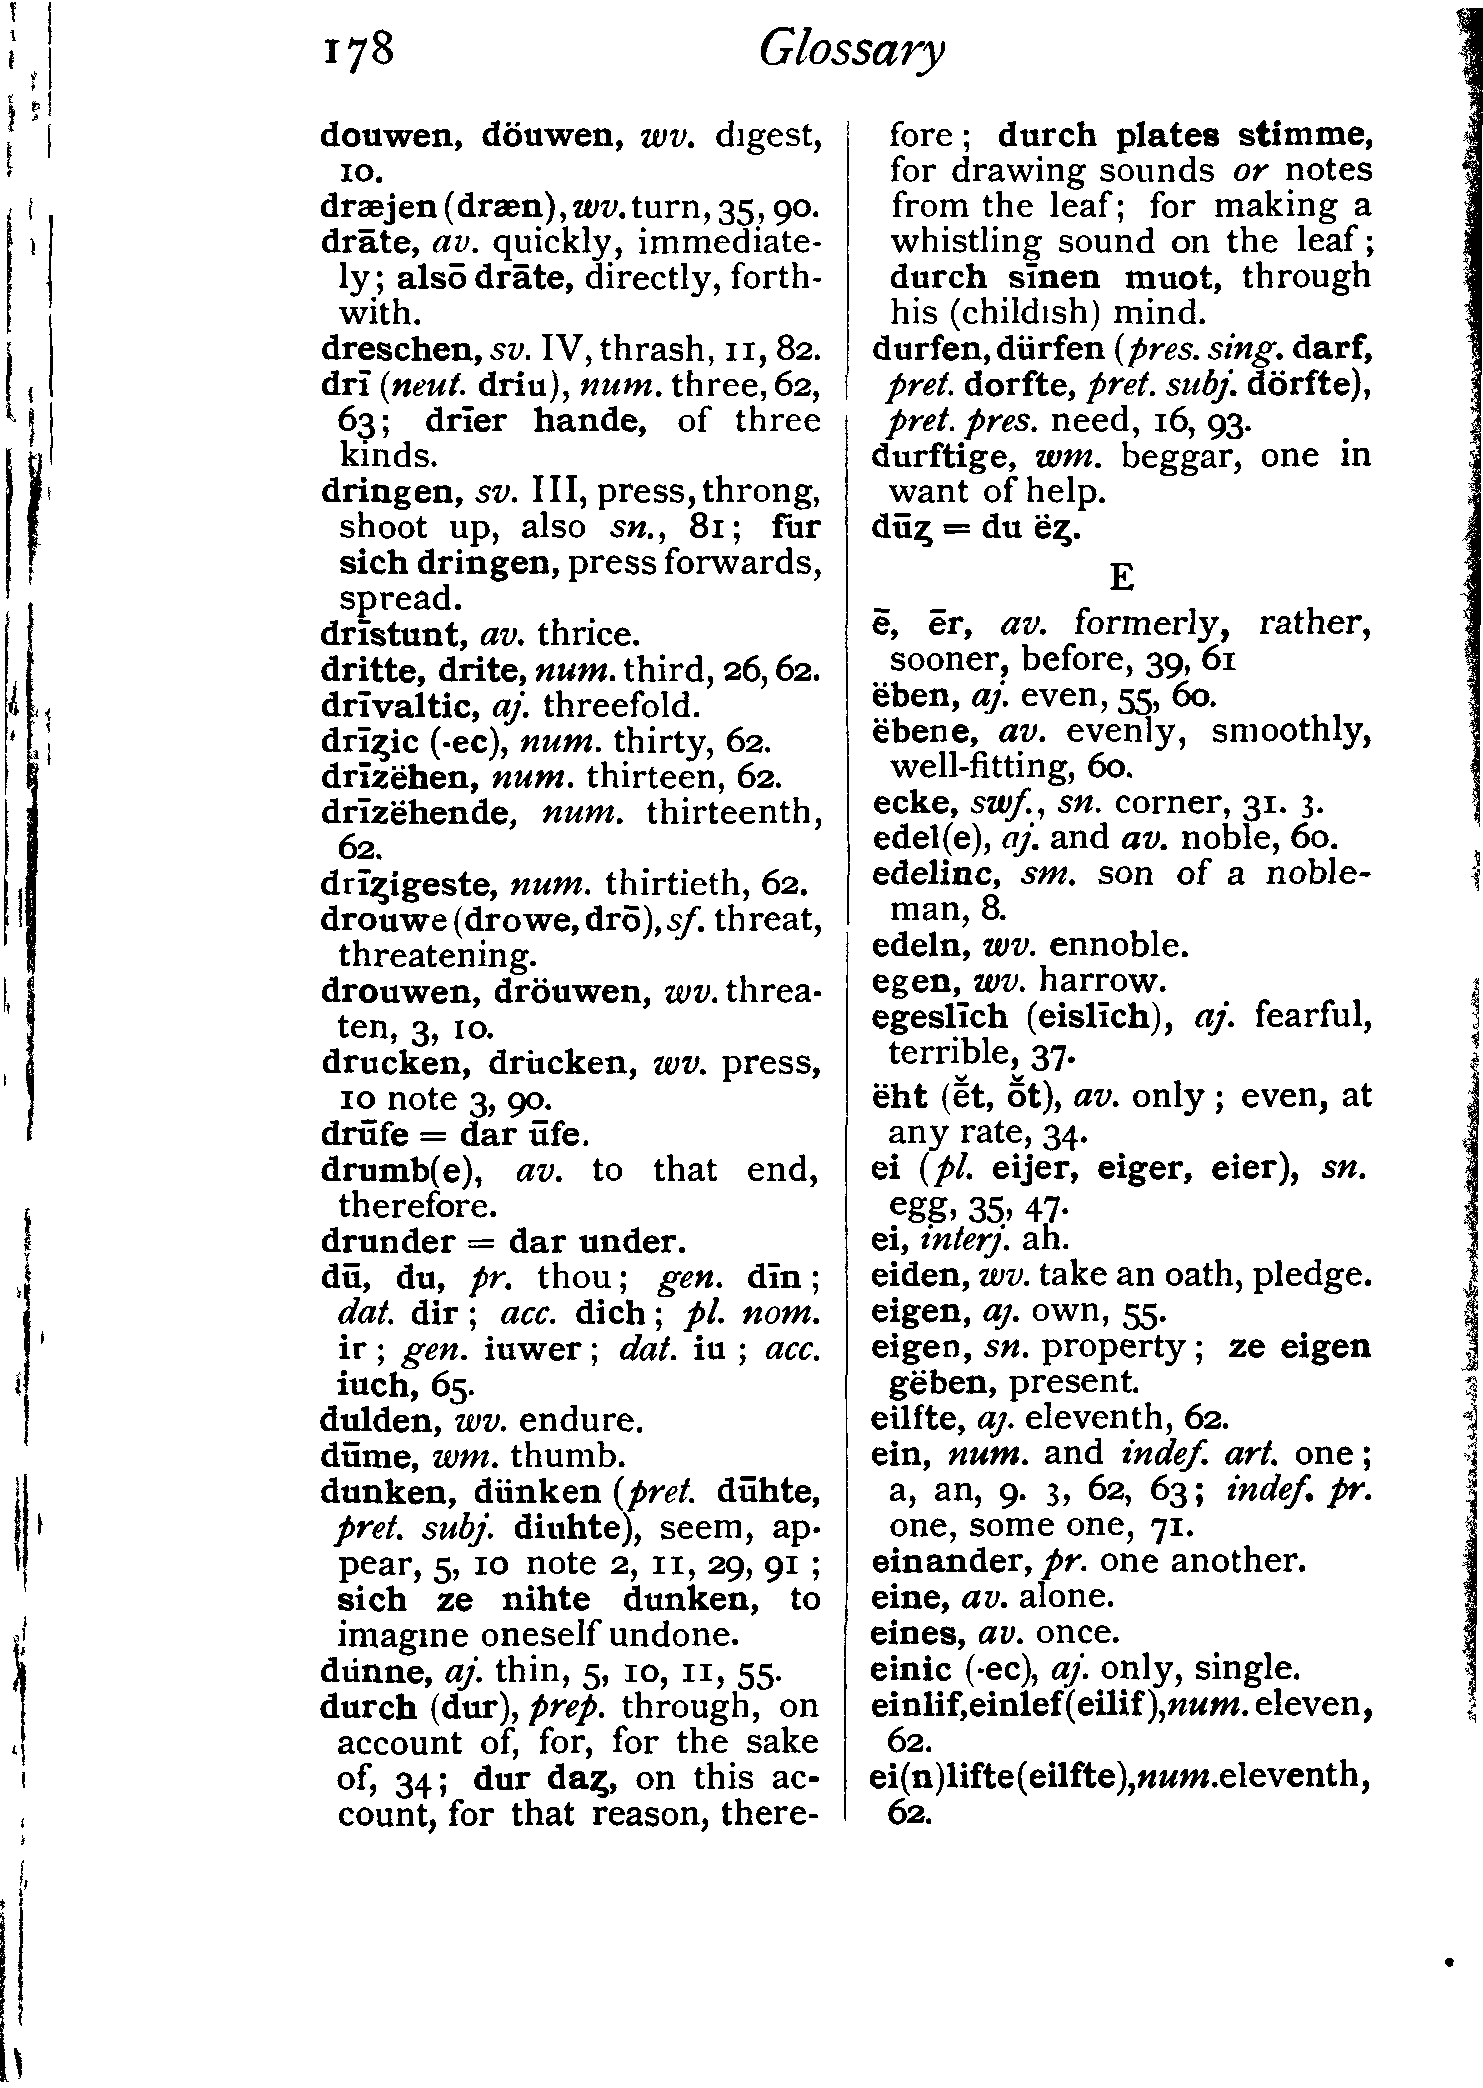 178 Glossary
douwen, döuwen, wv. digest,
10.
dræjen (dræn), wv. turn, 35, 90.
drāte, av. quickly, immediate-
ly; alsō drāte, directly, forth-
with.
dreschen, sv. IV, thrash, 11, 82.
drī (neut. driu), num. three, 62,
63; drīer hande, of three
kinds.
dringen, sv. III, press, throng,
shoot up, also sn., 81; für
sich dringen, press forwards,
spread.
drīstunt, av. thrice.
dritte, drite, num. third, 26, 62.
drīvaltic, aj. threefold.
drīȥic (-ec), num. thirty, 62.
drīzëhen, num. thirteen, 62.
drīzëhende, num. thirteenth,
62.
drīȥigeste, num. thirtieth, 62.
drouwe (drowe, drō), sf. threat,
threatening.
drouwen, dröuwen, wv. threa-
ten, 3, 10.
drucken, drücken, wv. press,
10 note 3, 90.
drūfe = dar ūfe.
drumb(e), av. to that end,
therefore.
drunder = dar under.
dū, du, pr. thou; gen. dīn;
dat. dir; acc. dich; pl. nom.
ir; gen. iuwer; dat. iu; acc.
iuch, 65.
dulden, wv. endure.
dūme, wm. thumb.
dunken, dünken (pret. dūhte,
pret. subj. diuhte), seem, ap-
pear, 5, 10 note 2, 11, 29, 91;
sich ze nihte dunken, to
imagine oneself undone.
dünne, aj. thin, 5, 10, 11, 55.
durch (dur), prep. through, on
account of, for, for the sake
of, 34; dur daȥ, on this ac-
count, for that reason, there-
fore; durch plates stimme,
for drawing sounds or notes
from the leaf; for making a
whistling sound on the leaf;
durch sīnen muot, through
his (childish) mind.
durfen, dürfen (pres. sing. darf,
pret. dorfte, pret. subj. dörfte),
pret. pres. need, 16, 93.
durftige, wm. beggar, one in
want of help.
dūȥ = du ëȥ.
E
ē, ēr, av. formerly, rather,
sooner, before, 39, 61
ëben, aj. even, 55, 60.
ëbene, av. evenly, smoothly,
well-fitting, 60.
ecke, swf., sn. corner, 31. 3.
edel(e), aj. and av. noble, 60.
edelinc, sm. son of a noble-
man, 8.
edeln, wv. ennoble.
egen, wv. harrow.
egeslīch (eislīch), aj. fearful,
terrible, 37.
ëht (ë̆t, ö̆t), av. only; even, at
any rate, 34.
ei (pl. eijer, eiger, eier), sn.
egg, 35, 47.
ei, interj. ah.
eiden, wv. take an oath, pledge.
eigen, aj. own, 55.
eigen, sn. property; ze eigen
gëben, present.
eilfte, aj. eleventh, 62.
ein, num. and indef. art. one;
a, an, 9. 3, 62, 63; indef. pr.
one, some one, 71.
einander, pr. one another.
eine, av. alone.
eines, av. once.
einic (-ec), aj. only, single.
einlif, einlef (eilif), num. eleven,
62.
ei(n)lifte (eilfte), num. eleventh,
62.